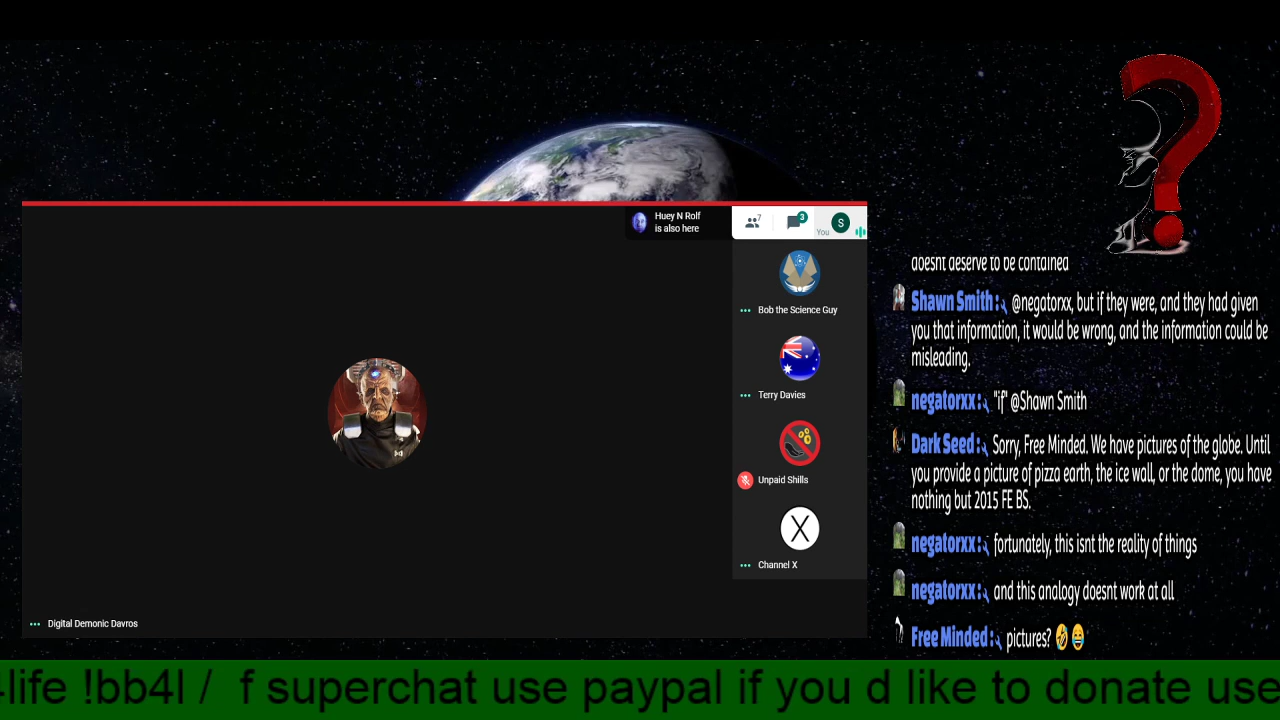 Huey N Rolf
is also here
7
3
You
S
Bob the Science Guy
Terry Davies
Unpaid Shills
X
Channel X
Digital Demonic Davros
?
doesnt deserve to be contained
Shawn Smith: @negatorxx, but if they were, and they had given
you that information, it would be wrong, and the information could be
misleading.
negatorxx: "if" @Shawn Smith
Dark Seed: Sorry, Free Minded. We have pictures of the globe. Until
you provide a picture of pizza earth, the ice wall, or the dome, you have
nothing but 2015 FE BS.
negatorxx: fortunately, this isnt the reality of things
negatorxx: and this analogy doesnt work at all
Free Minded: pictures? 🤣😂
life !bb4l / f superchat use paypal if you d like to donate use